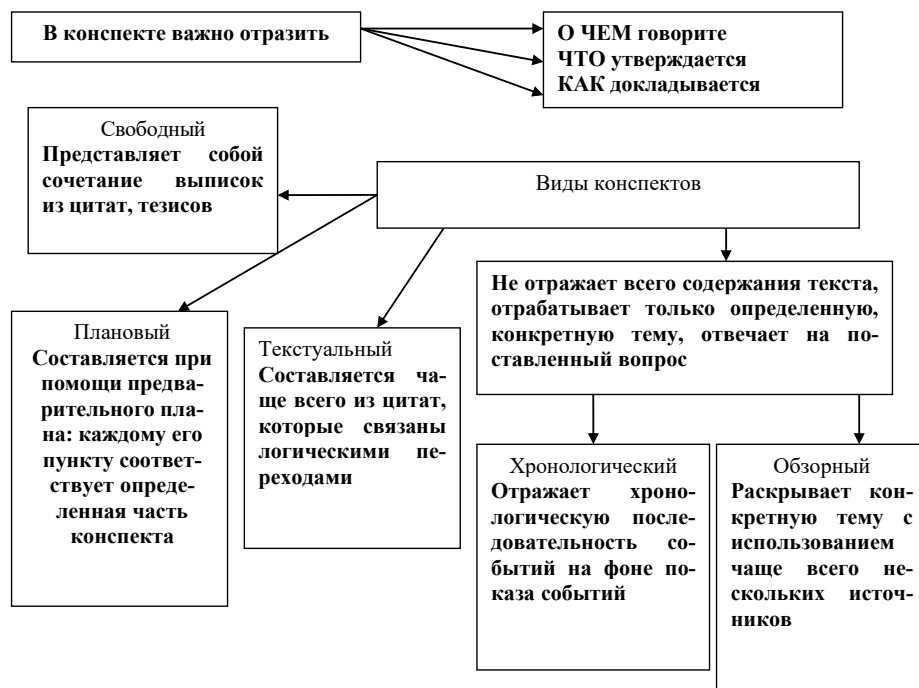 В конспекте важно отразить
О ЧЕМ говорите
ЧТО утверждается
КАК докладывается
Свободный
Представляет собой
сочетание выписок
из цитат, тезисов
Виды конспектов
Не отражает всего содержания текста,
отрабатывает только определенную,
конкретную тему, отвечает на по-
ставленный вопрос
Плановый
Составляется при
помощи предва-
рительного пла-
на: каждому его
пункту соответ-
ствует опреде-
ленная часть
конспекта
Текстуальный
Составляется ча-
ще всего из цитат,
которые связаны
логическими пе-
реходами
Хронологический
Отражает хроно-
логическую после-
довательность со-
бытий на фоне по-
каза событий
Обзорный
Раскрывает кон-
кретную тему с
использованием
чаще всего не-
скольких источ-
ников